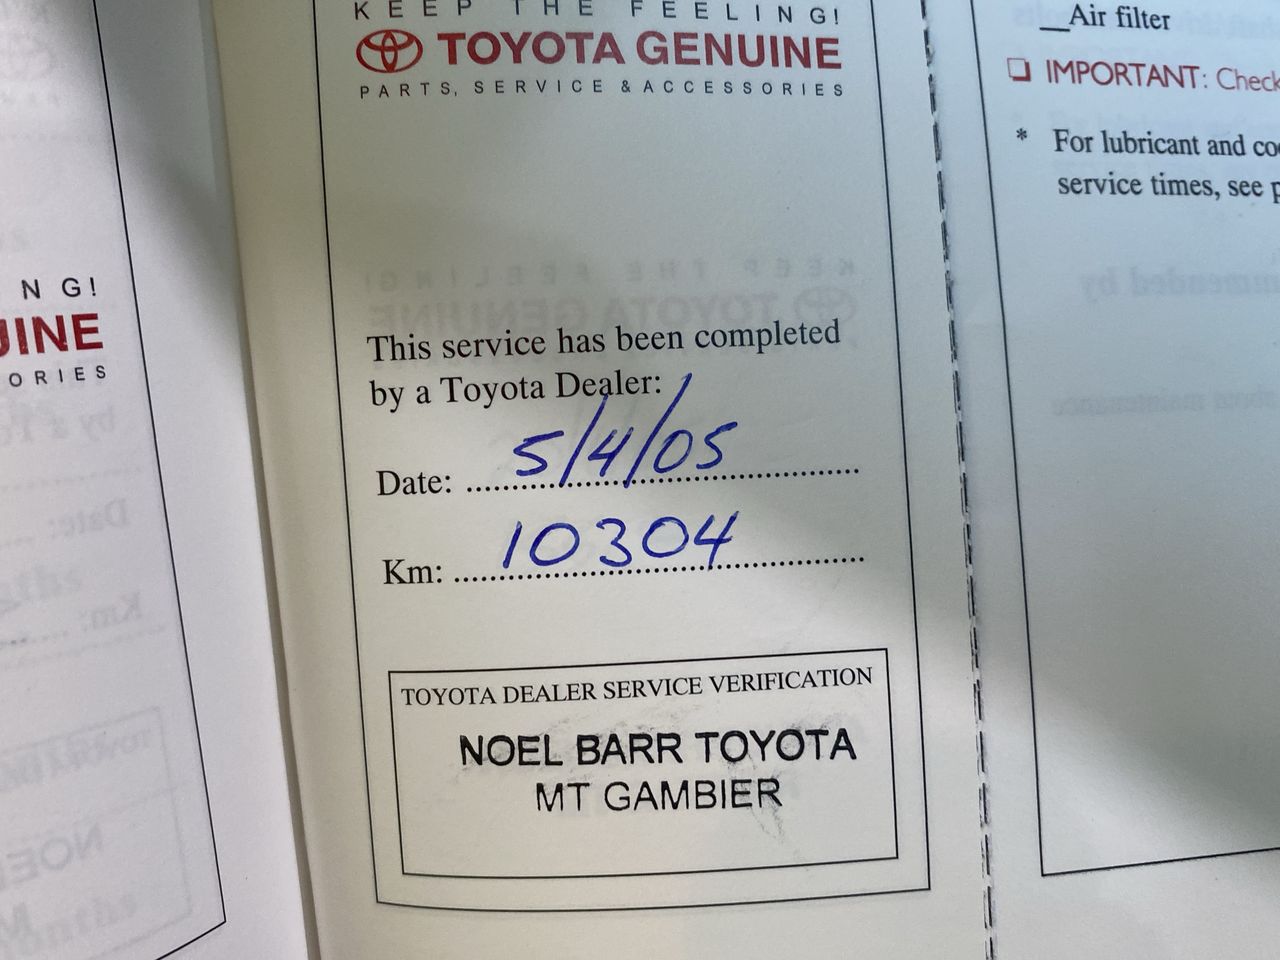 N G!
UINE
ORIES
KEEP THE FEELING!
TOYOTA GENUINE
PARTS, SERVICE & ACCESSORIES
This service has been completed
by a Toyota Dealer:
Date: 5/4/05
Km: 10304
TOYOTA DEALER SERVICE VERIFICATION
NOEL BARR TOYOTA
MT GAMBIER
__Air filter
❑ IMPORTANT: Check
* For lubricant and co
service times, see p